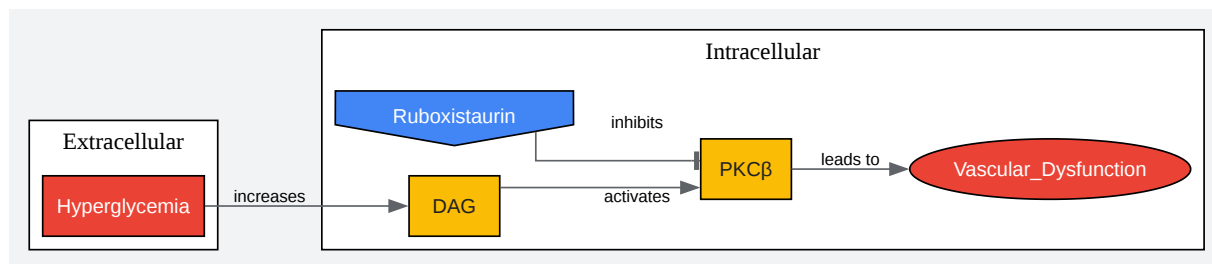 Intracellular
Ruboxistaurin
inhibits
Extracellular
PKCβ
leads to
Vascular_Dysfunction
Hyperglycemia
increases
DAG
activates